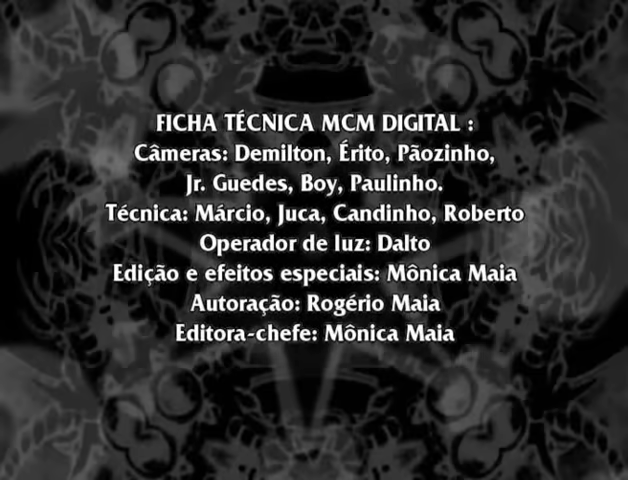 FICHA TÉCNICA MCM DIGITAL :
Câmeras: Demilton, Érito, Pãozinho,
Jr. Guedes, Boy, Paulinho.
Técnica: Márcio, Juca, Candinho, Roberto
Operador de luz: Dalto
Edição e efeitos especiais: Mônica Maia
Autoração: Rogério Maia
Editora-chefe: Mônica Maia